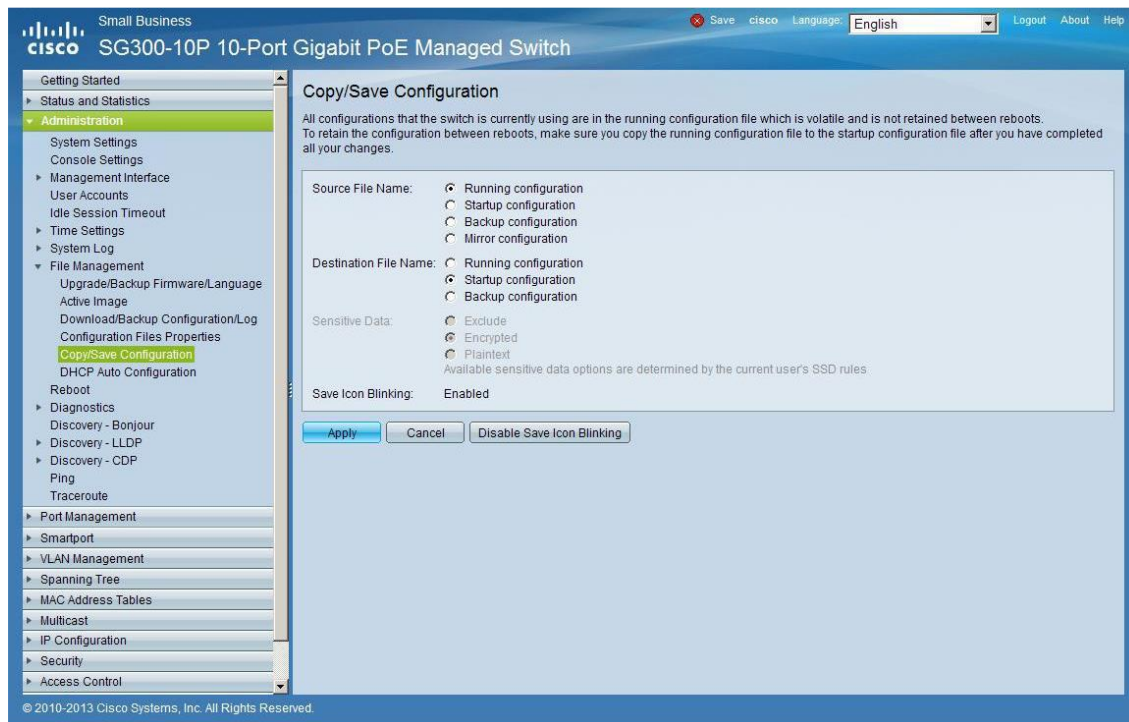 Small Business
Save cisco Language: English Logout About Help
CISCO SG300-10P 10-Port Gigabit PoE Managed Switch
Getting Started
Status and Statistics
Administration
System Settings
Console Settings
Management Interface
User Accounts
Idle Session Timeout
Time Settings
System Log
File Management
Upgrade/Backup Firmware/Language
Active Image
Download/Backup Configuration/Log
Configuration Files Properties
Copy/Save Configuration
DHCP Auto Configuration
Reboot
Diagnostics
Discovery - Bonjour
Discovery - LLDP
Discovery - CDP
Ping
Traceroute
Port Management
Smartport
VLAN Management
Spanning Tree
MAC Address Tables
Multicast
IP Configuration
Security
Access Control
Copy/Save Configuration
All configurations that the switch is currently using are in the running configuration file which is volatile and is not retained between reboots.
To retain the configuration between reboots, make sure you copy the running configuration file to the startup configuration file after you have completed
all your changes.
Source File Name: Running configuration
Startup configuration
Backup configuration
Mirror configuration
Destination File Name: Running configuration
Startup configuration
Backup configuration
Sensitive Data: Exclude
Encrypted
Plaintext
Available sensitive data options are determined by the current user's SSD rules
Save Icon Blinking: Enabled
Apply Cancel Disable Save Icon Blinking
© 2010-2013 Cisco Systems, Inc. All Rights Reserved.